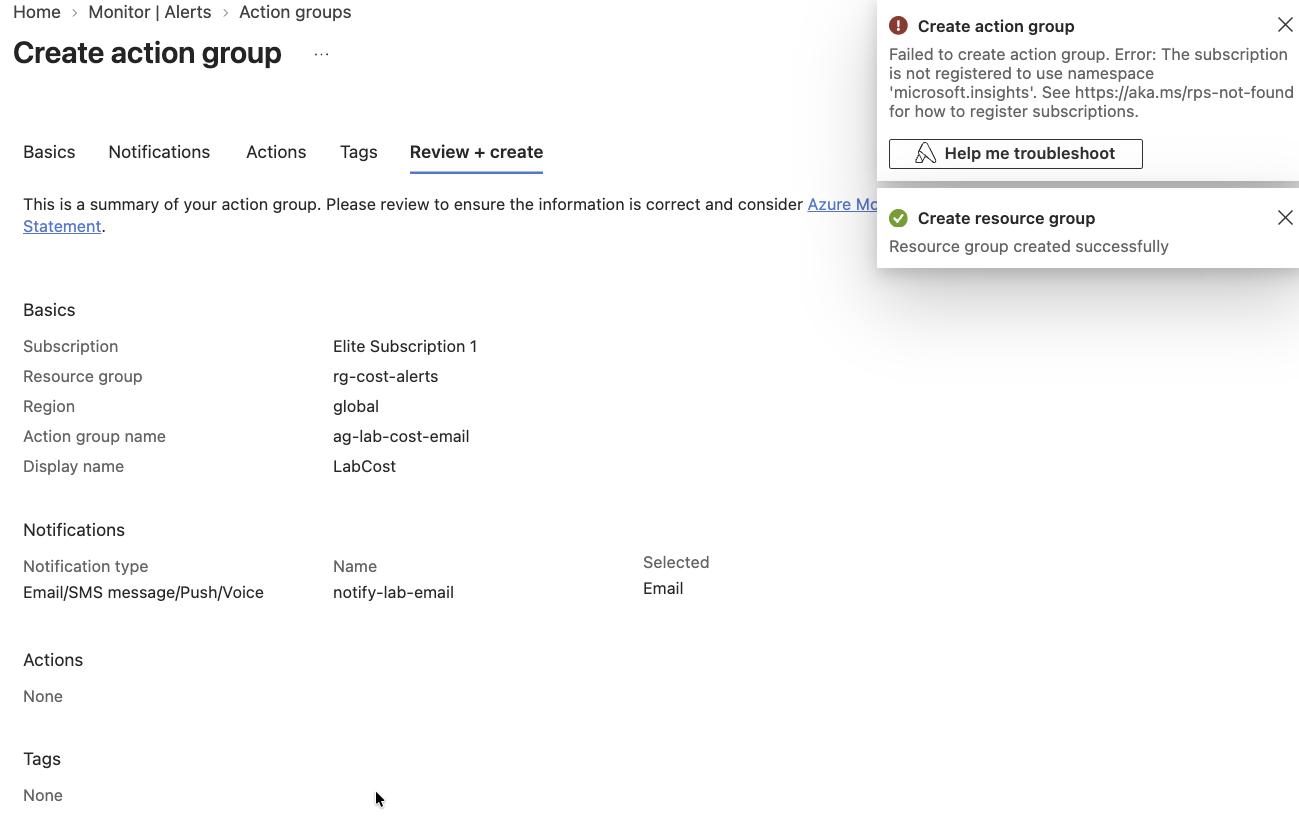 Home > Monitor | Alerts > Action groups
Create action group ...
Basics Notifications Actions Tags Review + create
This is a summary of your action group. Please review to ensure the information is correct and consider Azure Mo
Statement.
Basics
Subscription Elite Subscription 1
Resource group rg-cost-alerts
Region global
Action group name ag-lab-cost-email
Display name LabCost
Notifications
Notification type Name Selected
Email/SMS message/Push/Voice notify-lab-email Email
Actions
None
Tags
None
Create action group
Failed to create action group. Error: The subscription
is not registered to use namespace
'microsoft.insights'. See https://aka.ms/rps-not-found
for how to register subscriptions.
Help me troubleshoot
Create resource group
Resource group created successfully